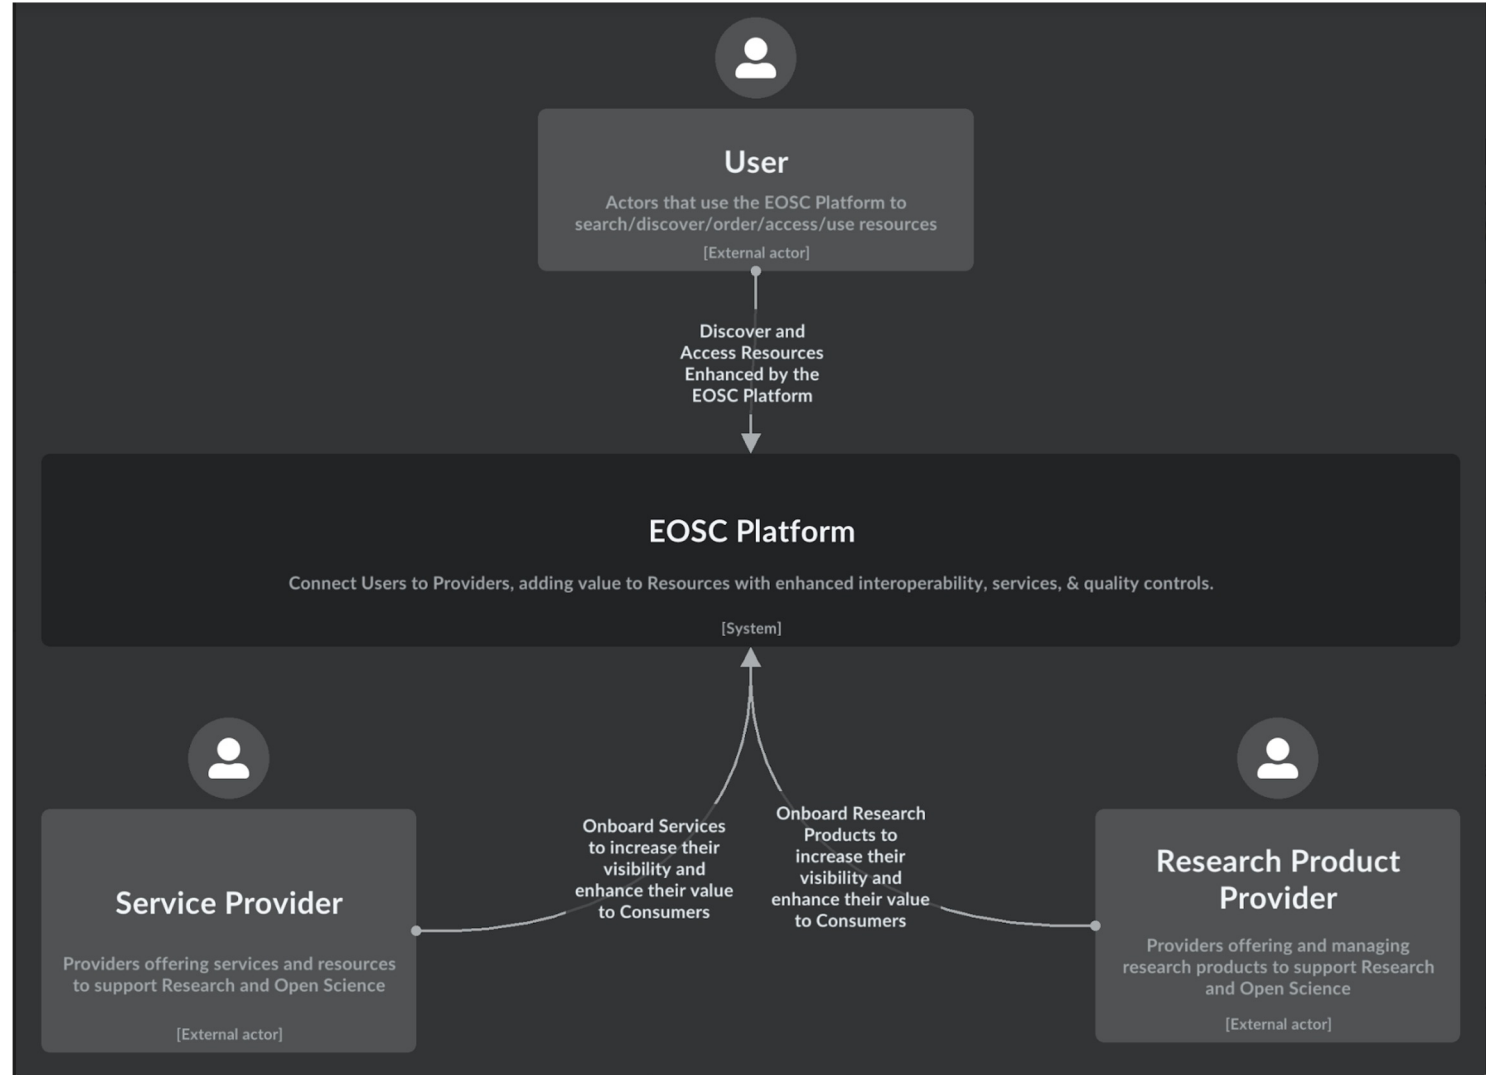 User
Actors that use the EOSC Platform to
search/discover/order/access/use resources
[External actor]
Discover and
Access Resources
Enhanced by the
EOSC Platform
EOSC Platform
Connect Users to Providers, adding value to Resources with enhanced interoperability, services, & quality controls.
[System]
Service Provider
Providers offering services and resources
to support Research and Open Science
[External actor]
Onboard Services
to increase their
visibility and
enhance their value
to Consumers
Onboard Research
Products to
increase their
visibility and
enhance their value
to Consumers
Research Product
Provider
Providers offering and managing
research products to support Research
and Open Science
[External actor]